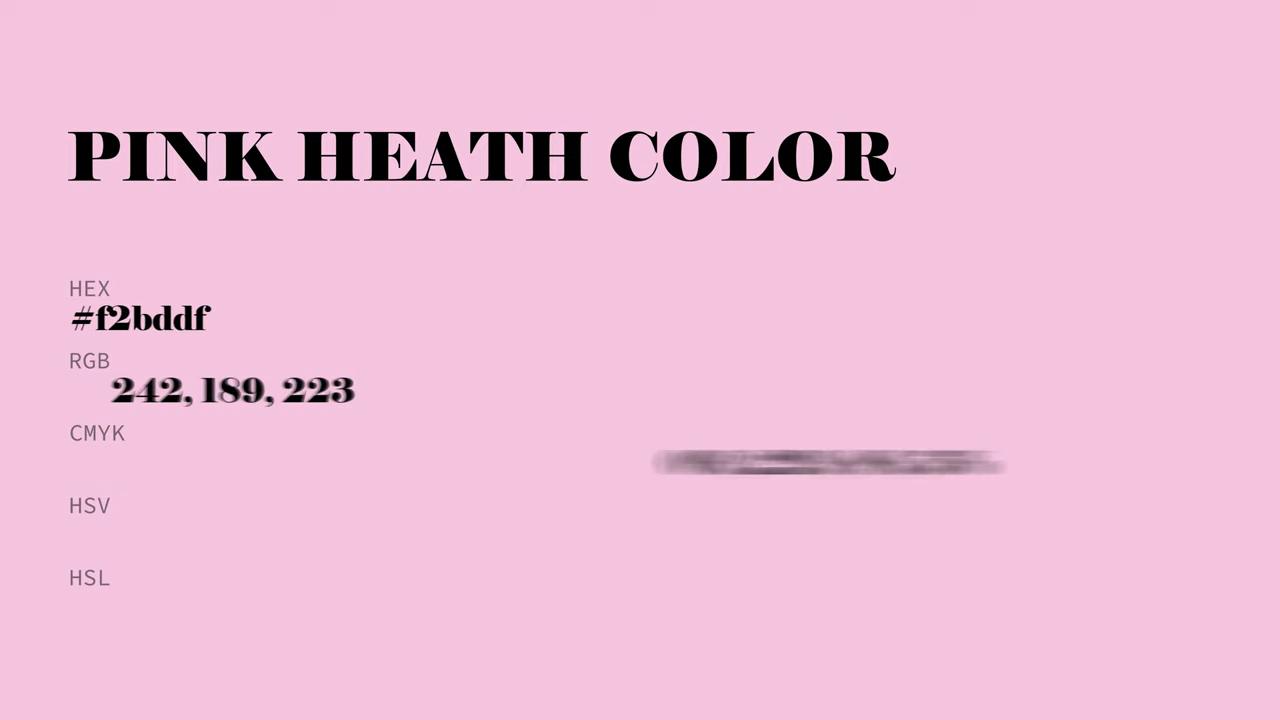 PINK HEATH COLOR
HEX
#f2bddf
RGB
242, 189, 223
CMYK
HSV
HSL